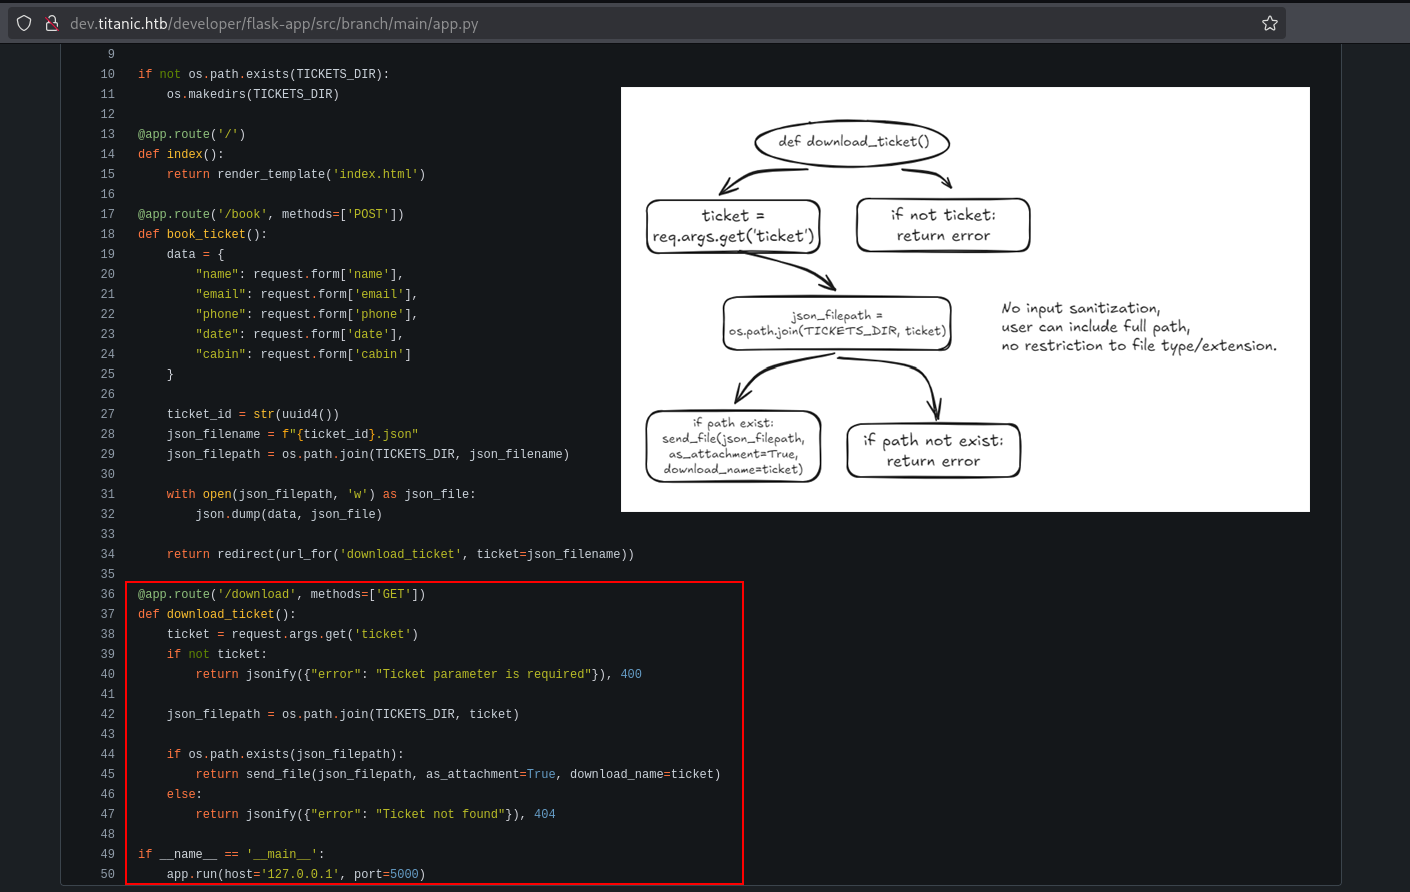 dev.titanic.htb/developer/flask-app/src/branch/main/app.py
9
10 if not os.path.exists(TICKETS_DIR):
11     os.makedirs(TICKETS_DIR)
12
13 @app.route('/')
14 def index():
15     return render_template('index.html')
16
17 @app.route('/book', methods=['POST'])
18 def book_ticket():
19     data = {
20         "name": request.form['name'],
21         "email": request.form['email'],
22         "phone": request.form['phone'],
23         "date": request.form['date'],
24         "cabin": request.form['cabin']
25     }
26
27     ticket_id = str(uuid4())
28     json_filename = f"{ticket_id}.json"
29     json_filepath = os.path.join(TICKETS_DIR, json_filename)
30
31     with open(json_filepath, 'w') as json_file:
32         json.dump(data, json_file)
33
34     return redirect(url_for('download_ticket', ticket=json_filename))
35
36 @app.route('/download', methods=['GET'])
37 def download_ticket():
38     ticket = request.args.get('ticket')
39     if not ticket:
40         return jsonify({"error": "Ticket parameter is required"}), 400
41
42     json_filepath = os.path.join(TICKETS_DIR, ticket)
43
44     if os.path.exists(json_filepath):
45         return send_file(json_filepath, as_attachment=True, download_name=ticket)
46     else:
47         return jsonify({"error": "Ticket not found"}), 404
48
49 if __name__ == '__main__':
50     app.run(host='127.0.0.1', port=5000)
def download_ticket()
ticket =
req.args.get('ticket')
if not ticket:
return error
json_filepath =
os.path.join(TICKETS_DIR, ticket)
No input sanitization,
user can include full path,
no restriction to file type/extension.
if path exist:
send_file(json_filepath,
as_attachment=True,
download_name=ticket)
if path not exist:
return error